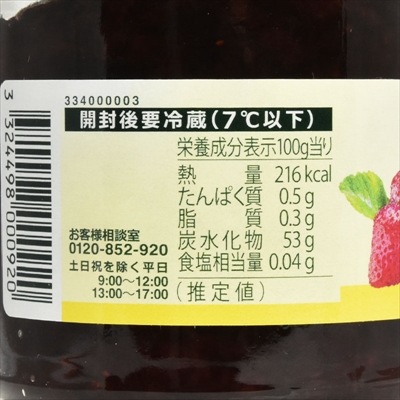 334000003
開封後要冷蔵(7℃以下)
栄養成分表示100g当り
熱量 216kcal
たんぱく質 0.5g
脂質 0.3g
炭水化物 53g
食塩相当量 0.04g
(推定値)
お客様相談室
0120-852-920
土日祝を除く平日
9:00〜12:00
13:00〜17:00
3 324498 000920